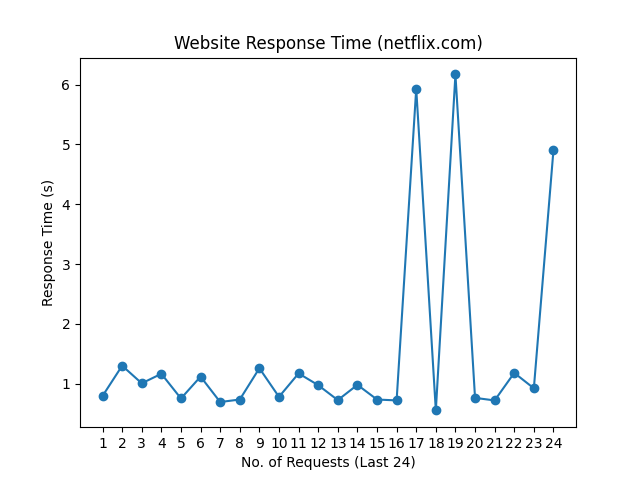 Website Response Time (netflix.com)
Response Time (s)
6
5
4
3
2
1
1 2 3 4 5 6 7 8 9 10 11 12 13 14 15 16 17 18 19 20 21 22 23 24
No. of Requests (Last 24)